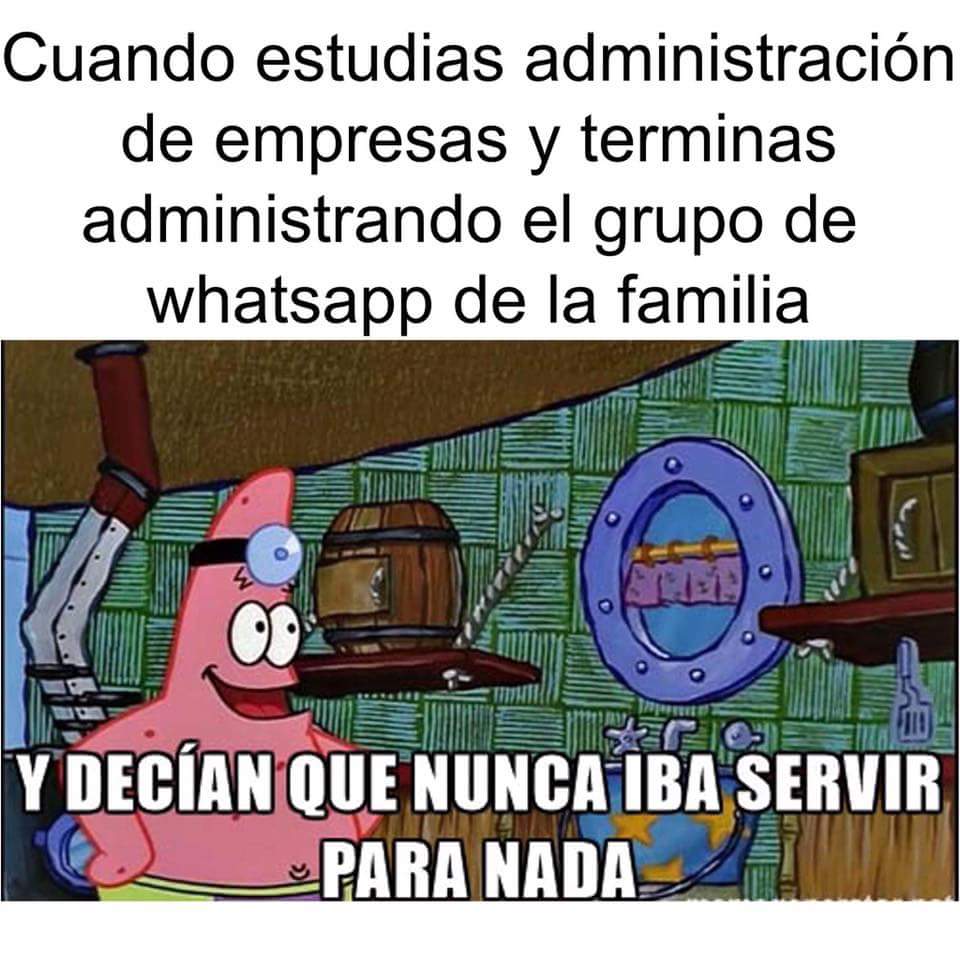 Cuando estudias administración
de empresas y terminas
administrando el grupo de
whatsapp de la familia
Y DECÍAN QUE NUNCA IBA SERVIR
PARA NADA